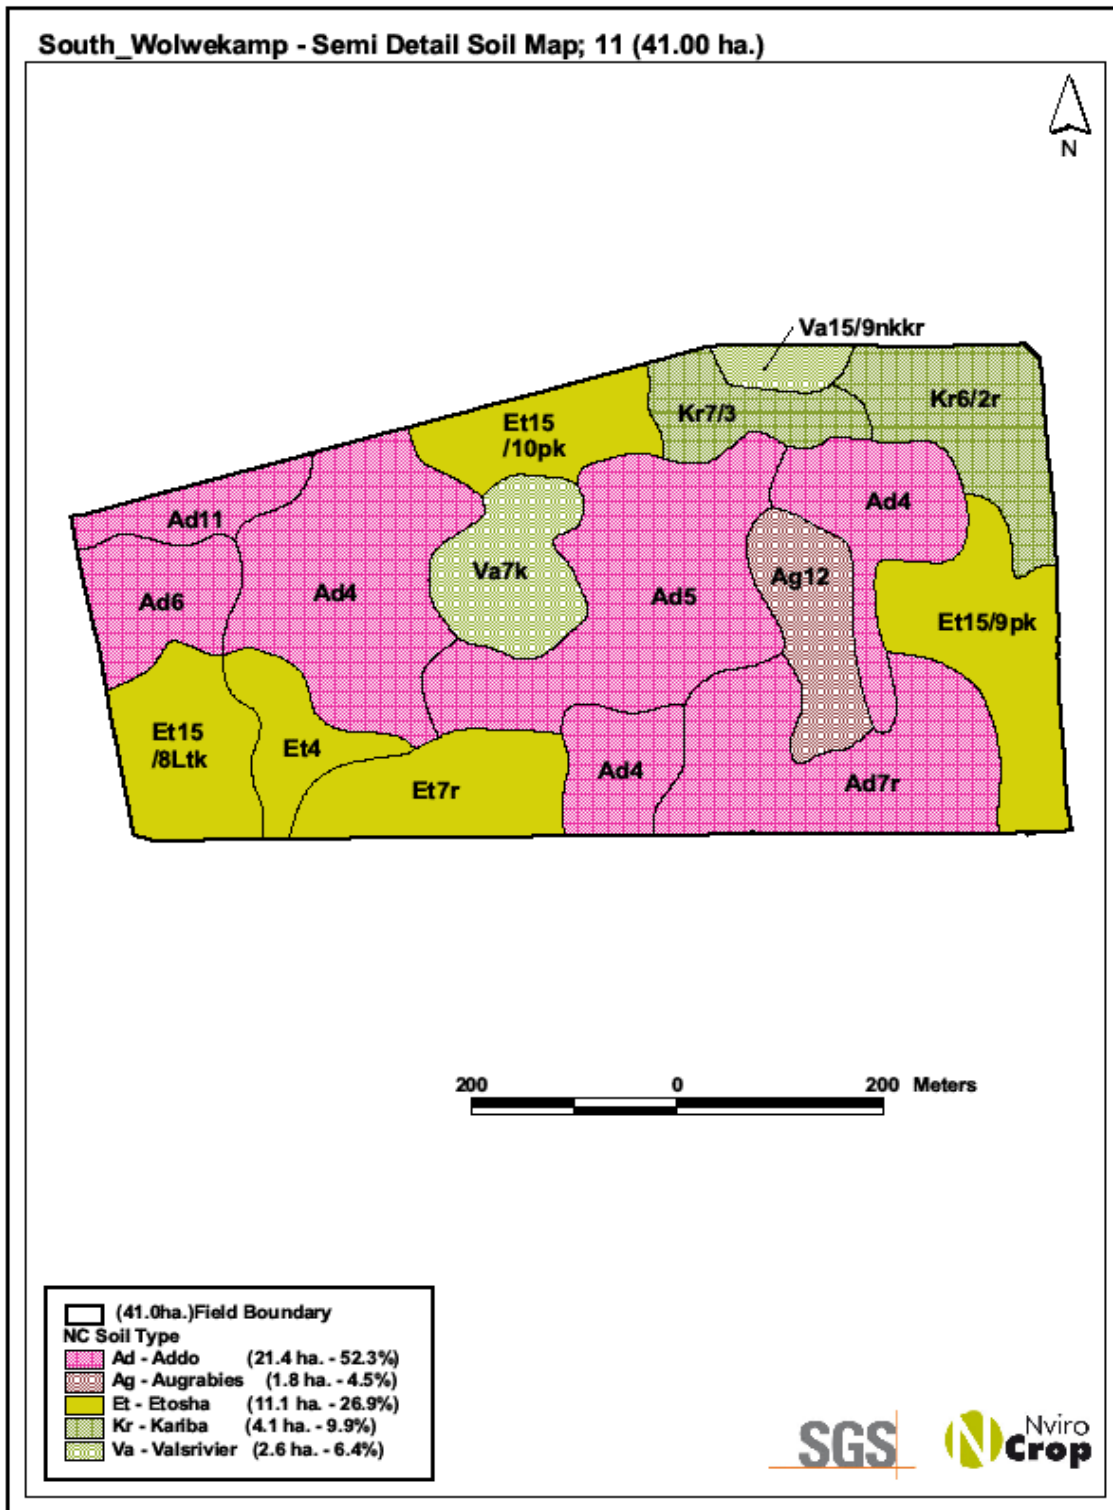 South_Wolwekamp - Semi Detail Soil Map; 11 (41.00 ha.)
N
Va15/9nkkr
Kr6/2r
Kr7/3
Et15
/10pk
Ad4
Ad11
Va7k
Ag12
Ad4
Ad5
Ad6
Et15/9pk
Et15
/8Ltk
Et4
Ad4
Ad7r
Et7r
200 0 200 Meters
(41.0ha.)Field Boundary
NC Soil Type
Ad - Addo (21.4 ha. - 52.3%)
Ag - Augrabies (1.8 ha. - 4.5%)
Et - Etosha (11.1 ha. - 26.9%)
Kr - Kariba (4.1 ha. - 9.9%)
Va - Valsrivier (2.6 ha. - 6.4%)
SGS
N Nviro
Crop